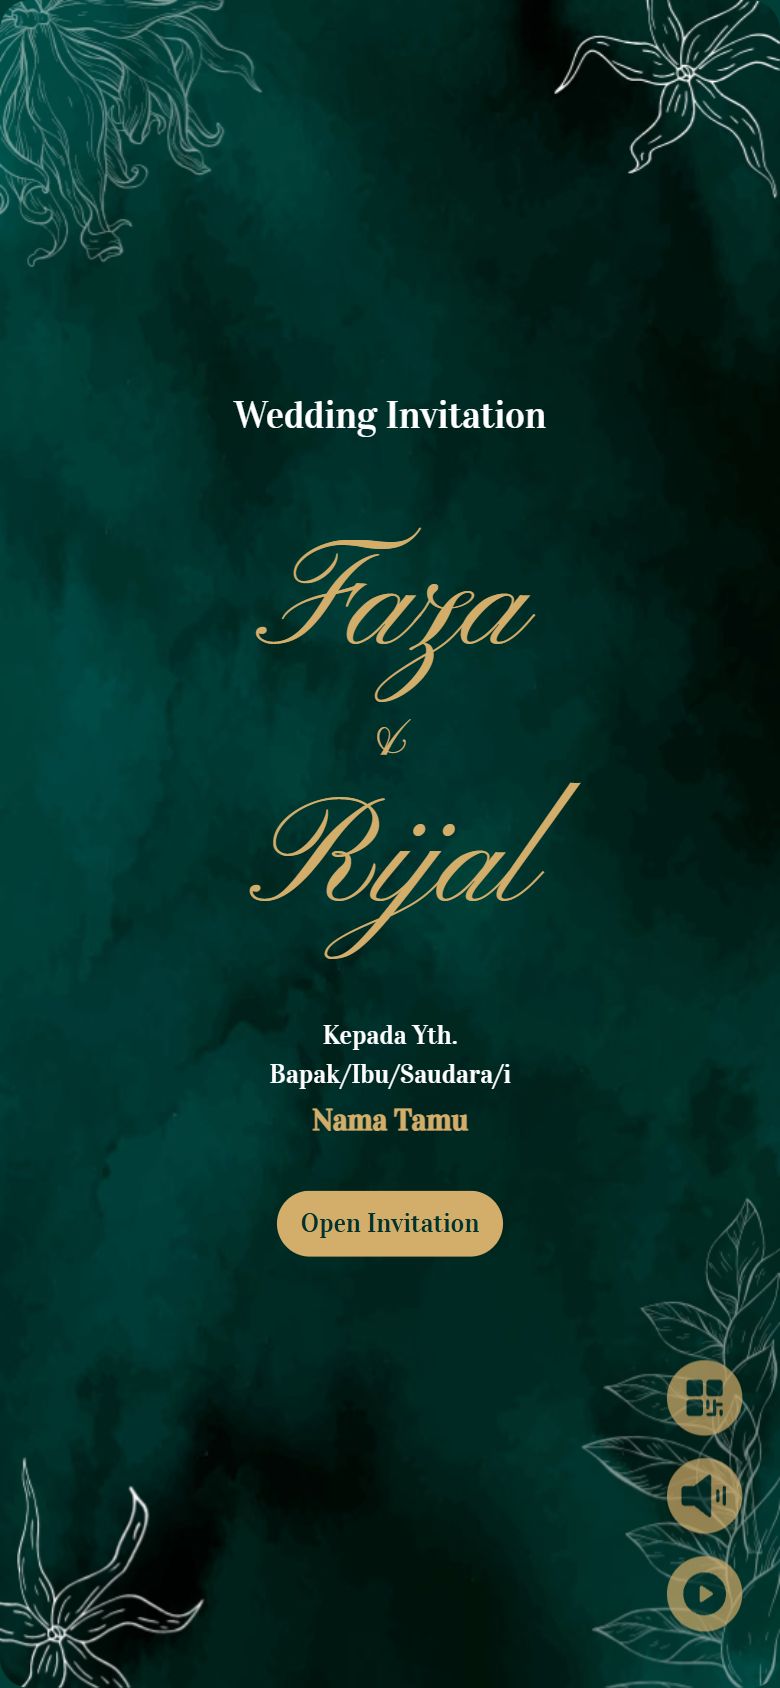 Wedding Invitation
Faza
&
Rijal
Kepada Yth.
Bapak/Ibu/Saudara/i
Nama Tamu
Open Invitation